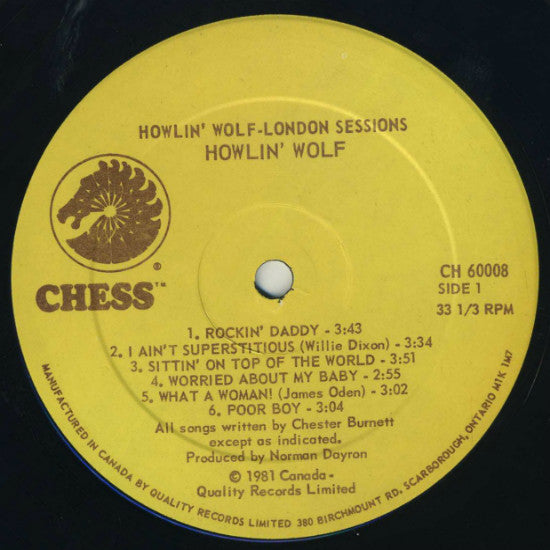 HOWLIN' WOLF-LONDON SESSIONS
HOWLIN' WOLF
®
CHESS™
CH 60008
SIDE 1
33 1/3 RPM
1. ROCKIN' DADDY - 3:43
2. I AIN'T SUPERSTITIOUS (Willie Dixon) - 3:34
3. SITTIN' ON TOP OF THE WORLD - 3:51
4. WORRIED ABOUT MY BABY - 2:55
5. WHAT A WOMAN! (James Oden) - 3:02
6. POOR BOY - 3:04
All songs written by Chester Burnett
except as indicated.
Produced by Norman Dayron
© 1981 Canada -
Quality Records Limited
MANUFACTURED IN CANADA BY QUALITY RECORDS LIMITED 380 BIRCHMOUNT RD, SCARBOROUGH, ONTARIO M1K 1M7